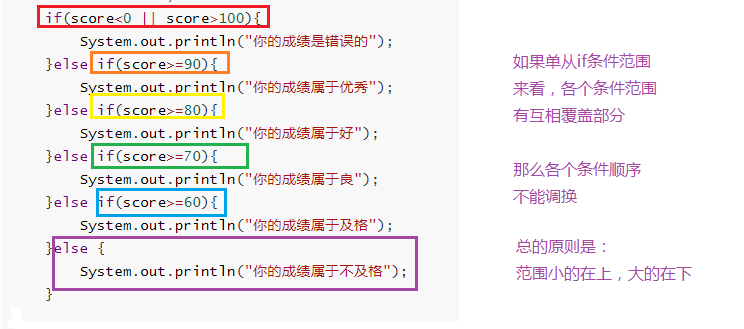 if(score<0 || score>100){
    System.out.println("你的成绩是错误的");
}else if(score>=90){
    System.out.println("你的成绩属于优秀");
}else if(score>=80){
    System.out.println("你的成绩属于好");
}else if(score>=70){
    System.out.println("你的成绩属于良");
}else if(score>=60){
    System.out.println("你的成绩属于及格");
}else {
    System.out.println("你的成绩属于不及格");
}
如果单从if条件范围
来看，各个条件范围
有互相覆盖部分
那么各个条件顺序
不能调换
总的原则是：
范围小的在上，大的在下